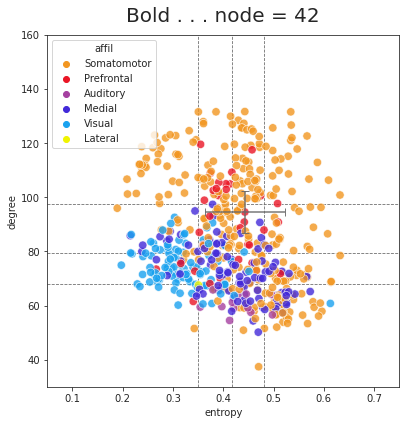 Bold . . . node = 42
160
140
120
100
80
60
40
degree
affil
Somatomotor
Prefrontal
Auditory
Medial
Visual
Lateral
0.1 0.2 0.3 0.4 0.5 0.6 0.7
entropy